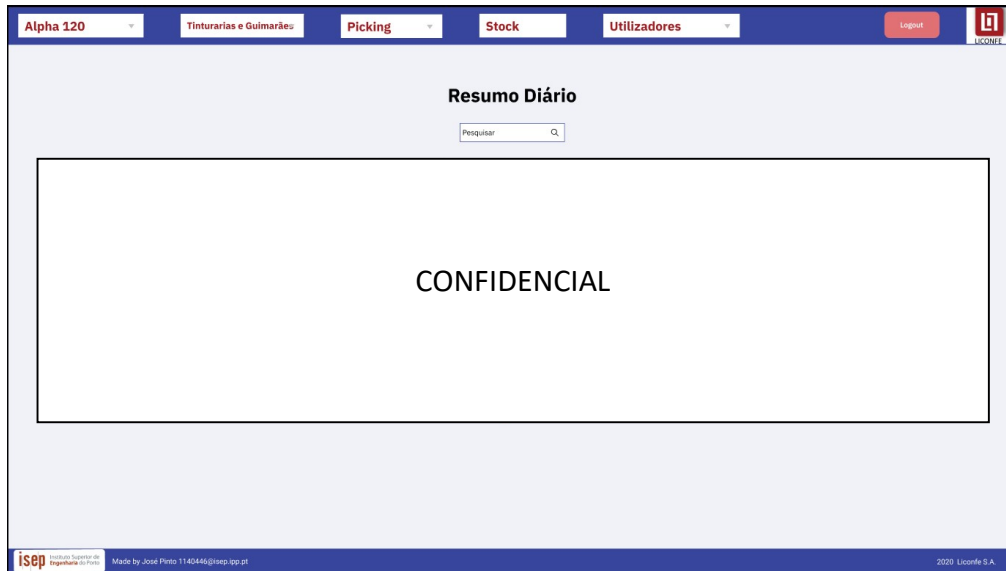 Alpha 120
Tinturarias e Guimarães
Picking
Stock
Utilizadores
Logout
LICONFE
Resumo Diário
Pesquisar
CONFIDENCIAL
isep Instituto Superior de
Engenharia do Porto
Made by José Pinto 1140446@isep.ipp.pt
2020 Liconfe S.A.